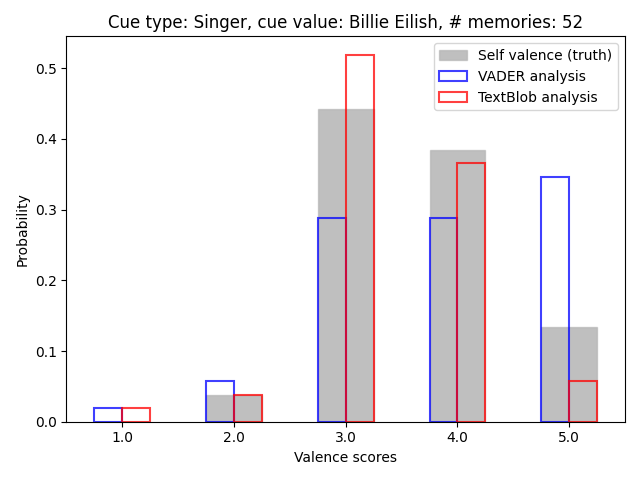 Cue type: Singer, cue value: Billie Eilish, # memories: 52
Self valence (truth)
VADER analysis
TextBlob analysis
Probability
0.5
0.4
0.3
0.2
0.1
0.0
1.0 2.0 3.0 4.0 5.0
Valence scores